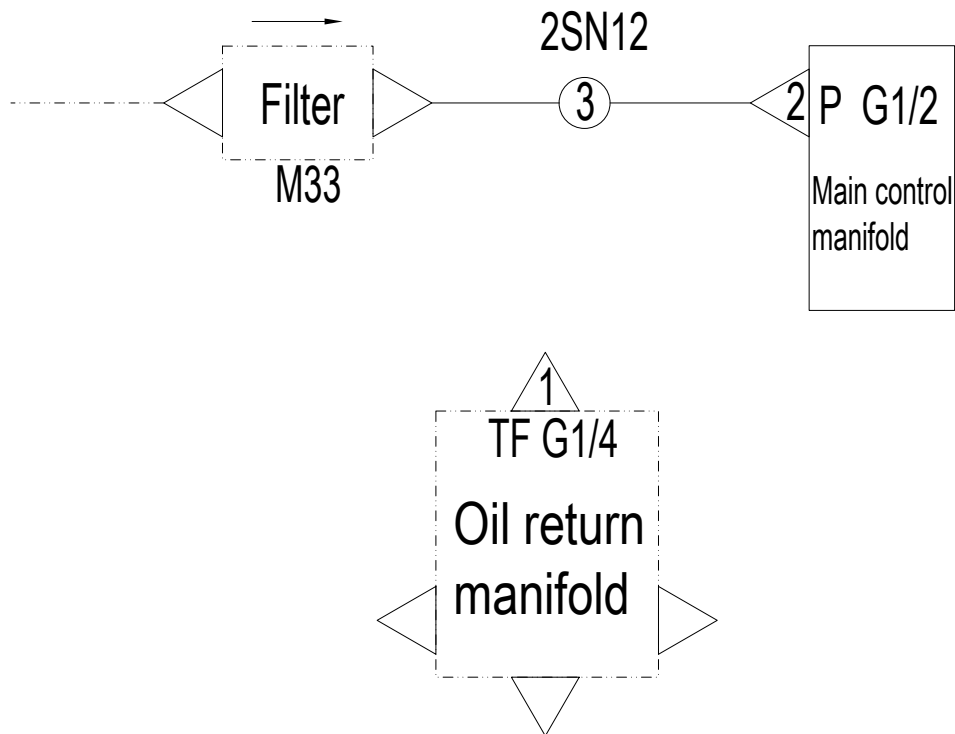 2SN12
Filter
3
2
P G1/2
M33
Main control
manifold
1
TF G1/4
Oil return
manifold